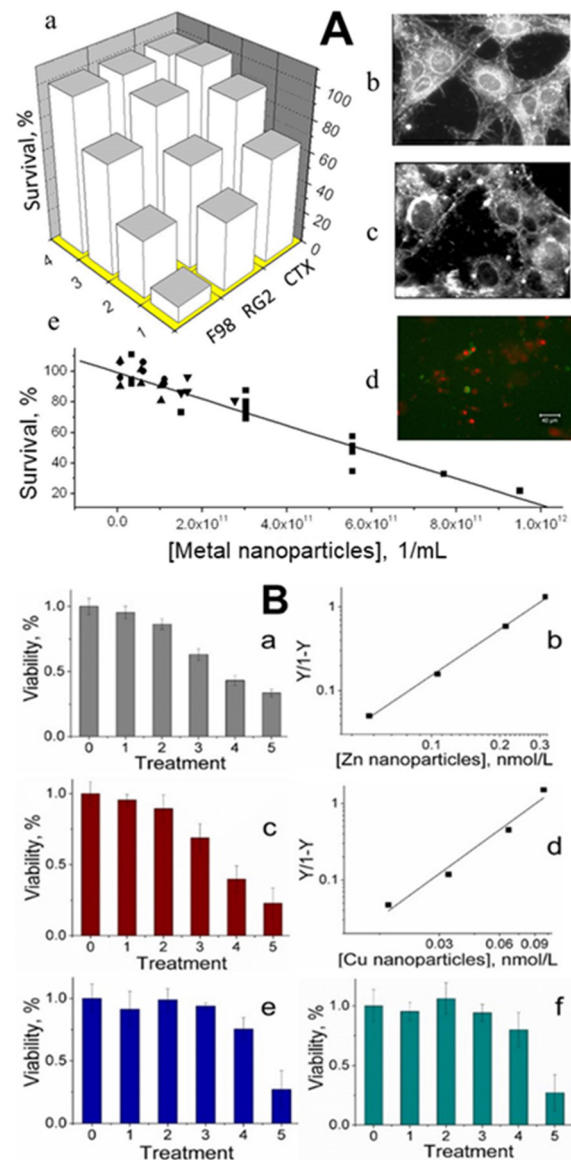 A
a
Survival, %
100
80
60
40
20
0
4
3
2
1
F98
RG2
CTX
b
c
d
40 µm
e
Survival, %
100
80
60
40
20
0.0
2.0x10¹¹
4.0x10¹¹
6.0x10¹¹
8.0x10¹¹
1.0x10¹²
[Metal nanoparticles], 1/mL
B
a
Viability, %
1.0
0.5
0.0
0 1 2 3 4 5
Treatment
b
Y/1-Y
1
0.1
0.1 0.2 0.3
[Zn nanoparticles], nmol/L
c
Viability, %
1.0
0.5
0.0
0 1 2 3 4 5
Treatment
d
Y/1-Y
1
0.1
0.03 0.06 0.09
[Cu nanoparticles], nmol/L
e
Viability, %
1.0
0.5
0.0
0 1 2 3 4 5
Treatment
f
Viability, %
1.0
0.5
0.0
0 1 2 3 4 5
Treatment